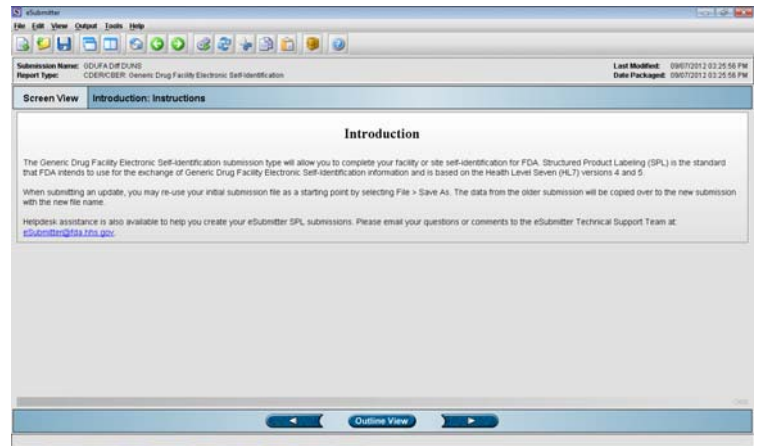 eSubmitter
File Edit View Output Tools Help
Submission Name: GDUFA Diff DUNS
Last Modified: 09/07/2012 03:25:56 PM
Report Type: CDER/CBER: Generic Drug Facility Electronic Self-Identification
Date Packaged: 09/07/2012 03:25:56 PM
Screen View Introduction: Instructions
Introduction
The Generic Drug Facility Electronic Self-Identification submission type will allow you to complete your facility or site self-identification for FDA. Structured Product Labeling (SPL) is the standard
that FDA intends to use for the exchange of Generic Drug Facility Electronic Self-Identification information and is based on the Health Level Seven (HL7) versions 4 and 5.
When submitting an update, you may re-use your initial submission file as a starting point by selecting File > Save As. The data from the older submission will be copied over to the new submission
with the new file name.
Helpdesk assistance is also available to help you create your eSubmitter SPL submissions. Please email your questions or comments to the eSubmitter Technical Support Team at:
eSubmitter@fda.hhs.gov.
Outline View